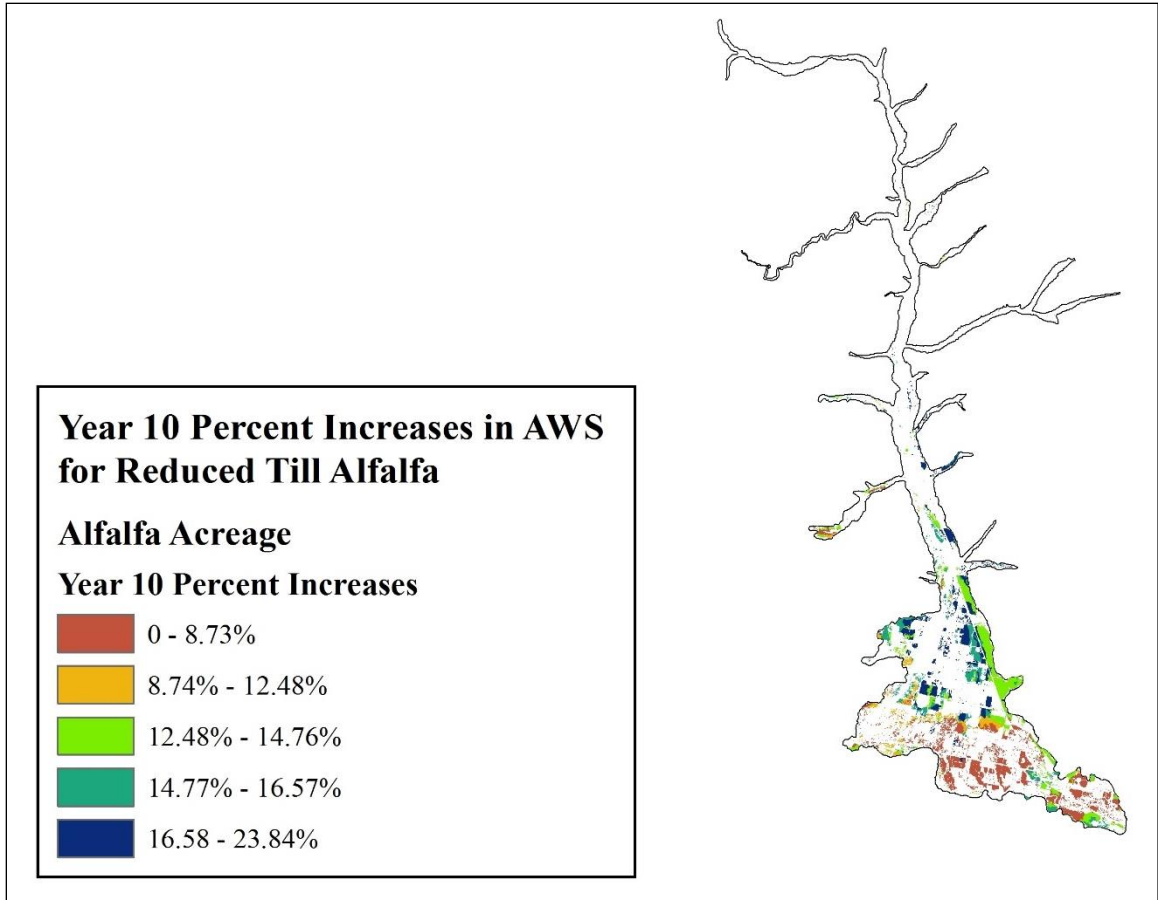 Year 10 Percent Increases in AWS
for Reduced Till Alfalfa
Alfalfa Acreage
Year 10 Percent Increases
0 - 8.73%
8.74% - 12.48%
12.48% - 14.76%
14.77% - 16.57%
16.58 - 23.84%